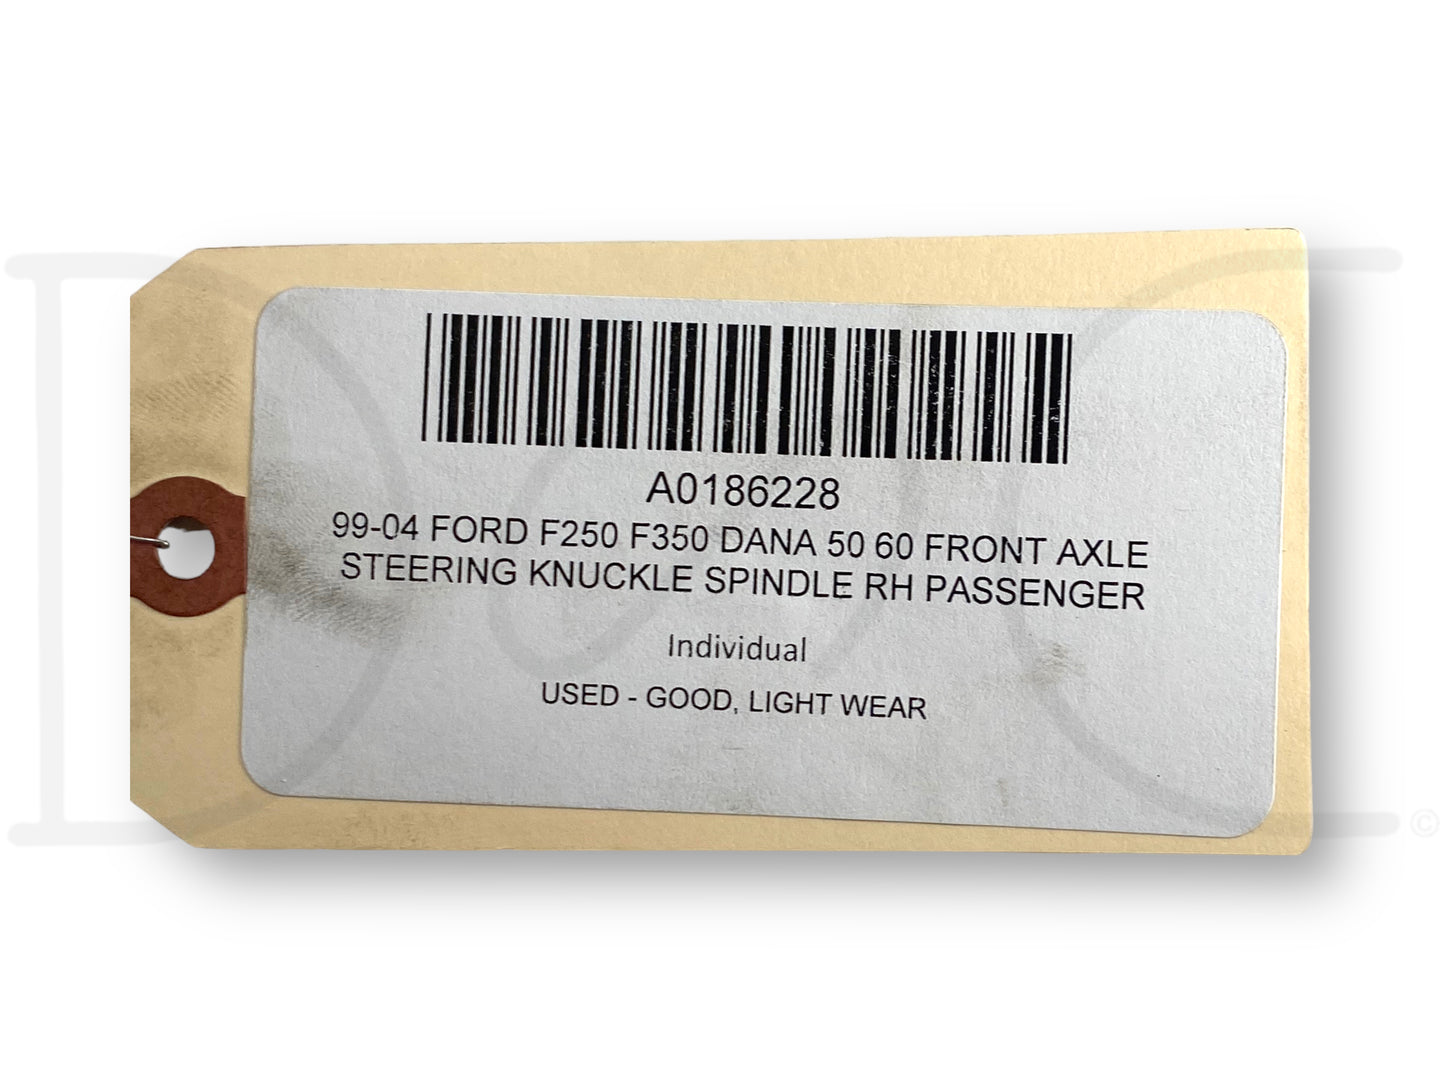 A0186228
99-04 FORD F250 F350 DANA 50 60 FRONT AXLE
STEERING KNUCKLE SPINDLE RH PASSENGER
Individual
USED - GOOD, LIGHT WEAR
©